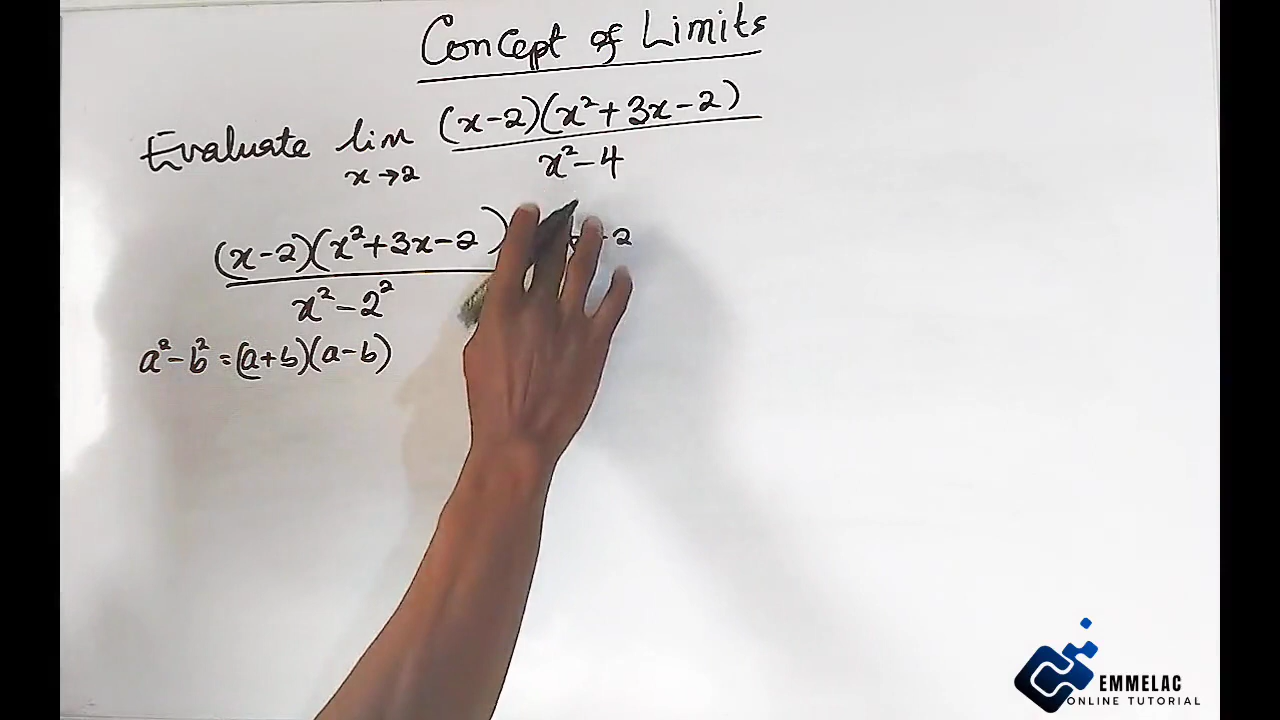 Concept of Limits
Evaluate lim x→2 (x-2)(x²+3x-2) / x²-4
(x-2)(x²+3x-2) / x²-2² -2
a²-b²=(a+b)(a-b)
EMMELAC
ONLINE TUTORIAL